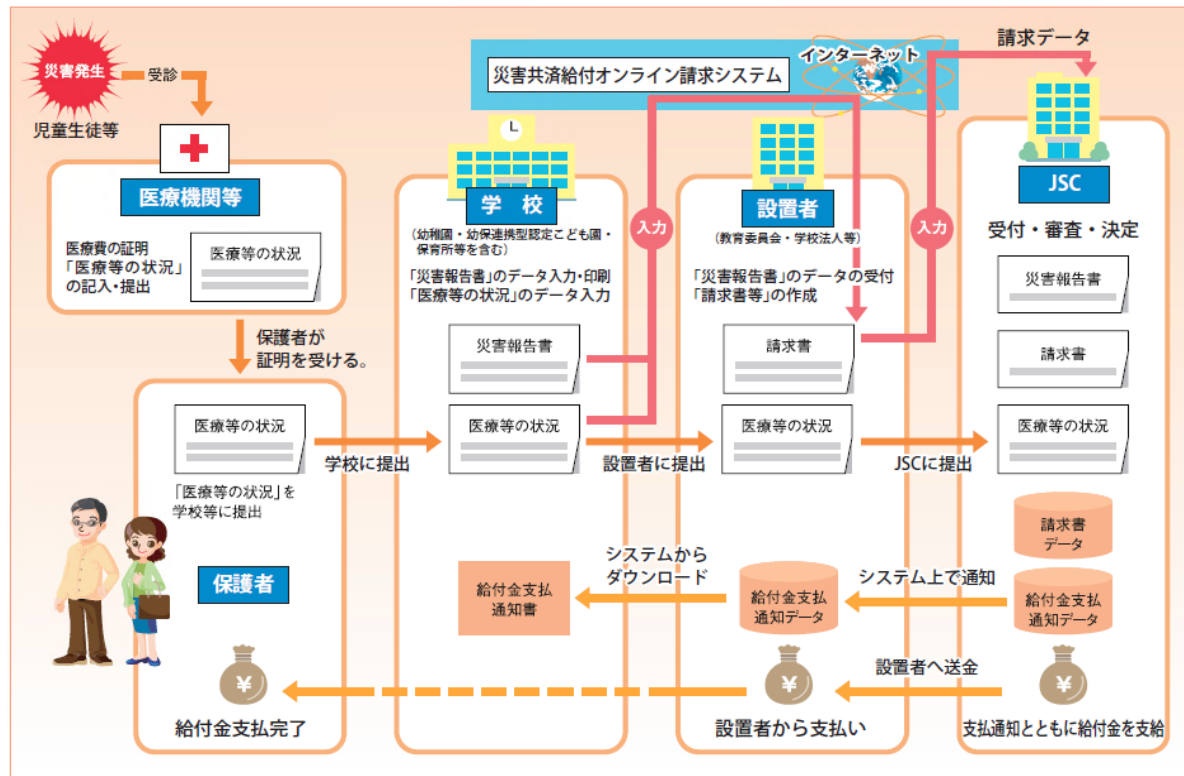 災害発生
受診
児童生徒等
医療機関等
医療費の証明
「医療等の状況」
の記入・提出
医療等の状況
保護者が
証明を受ける。
医療等の状況
「医療等の状況」を
学校等に提出
保護者
¥
給付金支払完了
学校に提出
災害共済給付オンライン請求システム
インターネット
請求データ
学 校
(幼稚園・幼保連携型認定こども園・
保育所等を含む)
「災害報告書」のデータ入力・印刷
「医療等の状況」のデータ入力
災害報告書
医療等の状況
入力
設置者に提出
給付金支払
通知書
システムから
ダウンロード
設置者
(教育委員会・学校法人等)
「災害報告書」のデータの受付
「請求書等」の作成
請求書
医療等の状況
入力
JSCに提出
給付金支払
通知データ
システム上で通知
設置者へ送金
¥
設置者から支払い
JSC
受付・審査・決定
災害報告書
請求書
医療等の状況
請求書
データ
給付金支払
通知データ
¥
支払通知とともに給付金を支給